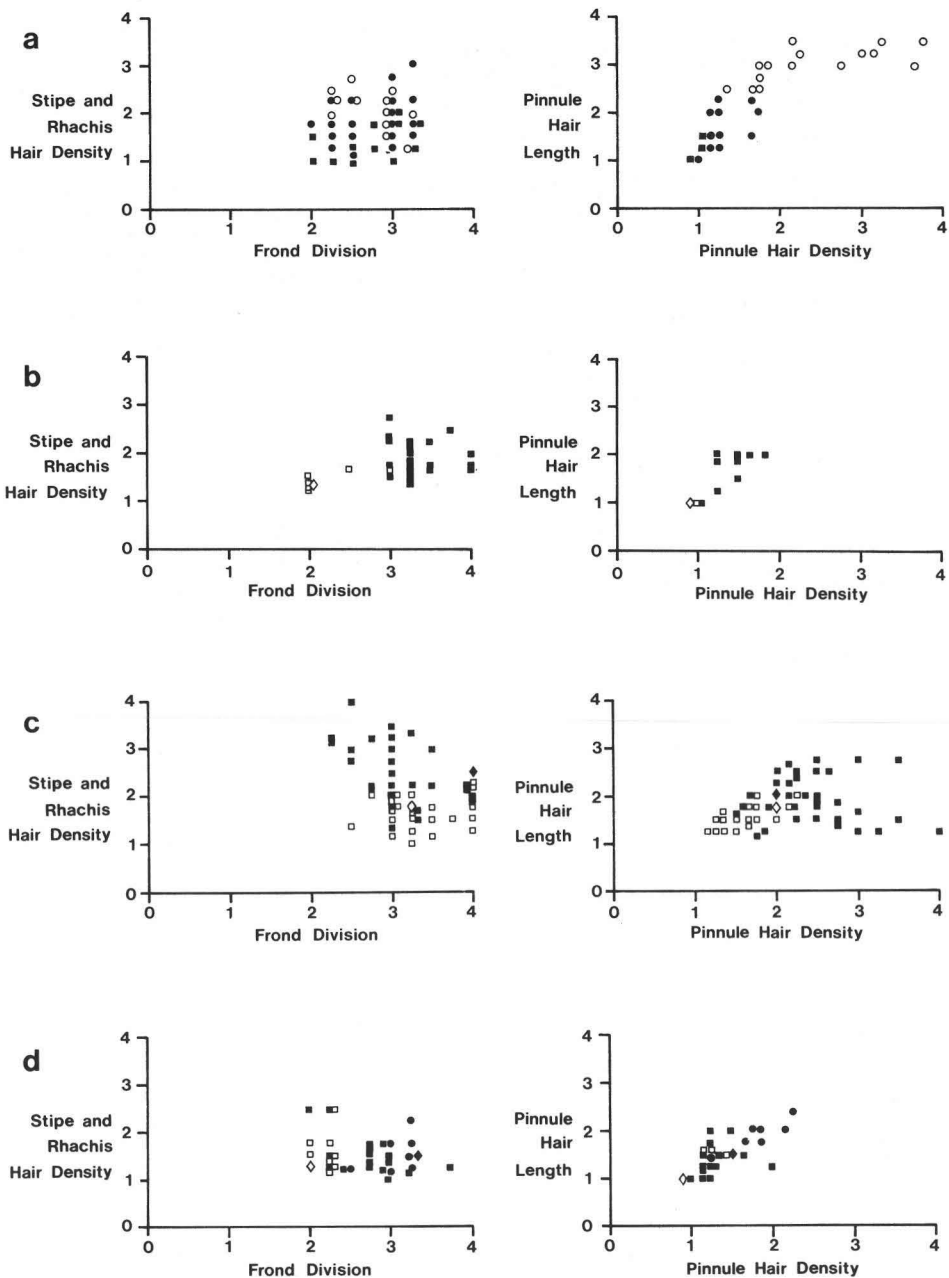 a
4
3
Stipe and
2
Rhachis
Hair Density
1
0
0 1 2 3 4
Frond Division
4
3
Pinnule
Hair
2
Length
1
0
0 1 2 3 4
Pinnule Hair Density
b
4
3
Stipe and
2
Rhachis
Hair Density
1
0
0 1 2 3 4
Frond Division
4
3
Pinnule
Hair
2
Length
1
0
0 1 2 3 4
Pinnule Hair Density
c
4
3
Stipe and
2
Rhachis
Hair Density
1
0
0 1 2 3 4
Frond Division
4
3
Pinnule
Hair
2
Length
1
0
0 1 2 3 4
Pinnule Hair Density
d
4
3
Stipe and
2
Rhachis
Hair Density
1
0
0 1 2 3 4
Frond Division
4
3
Pinnule
Hair
2
Length
1
0
0 1 2 3 4
Pinnule Hair Density